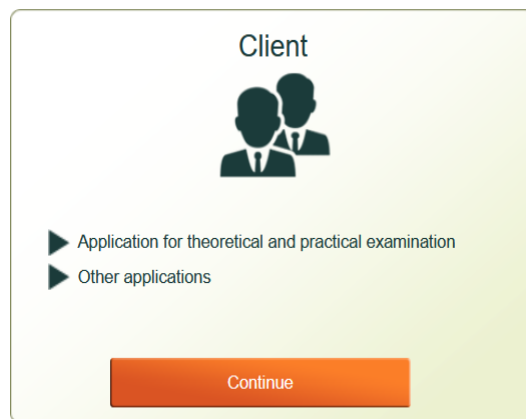 Client
Application for theoretical and practical examination
Other applications
Continue